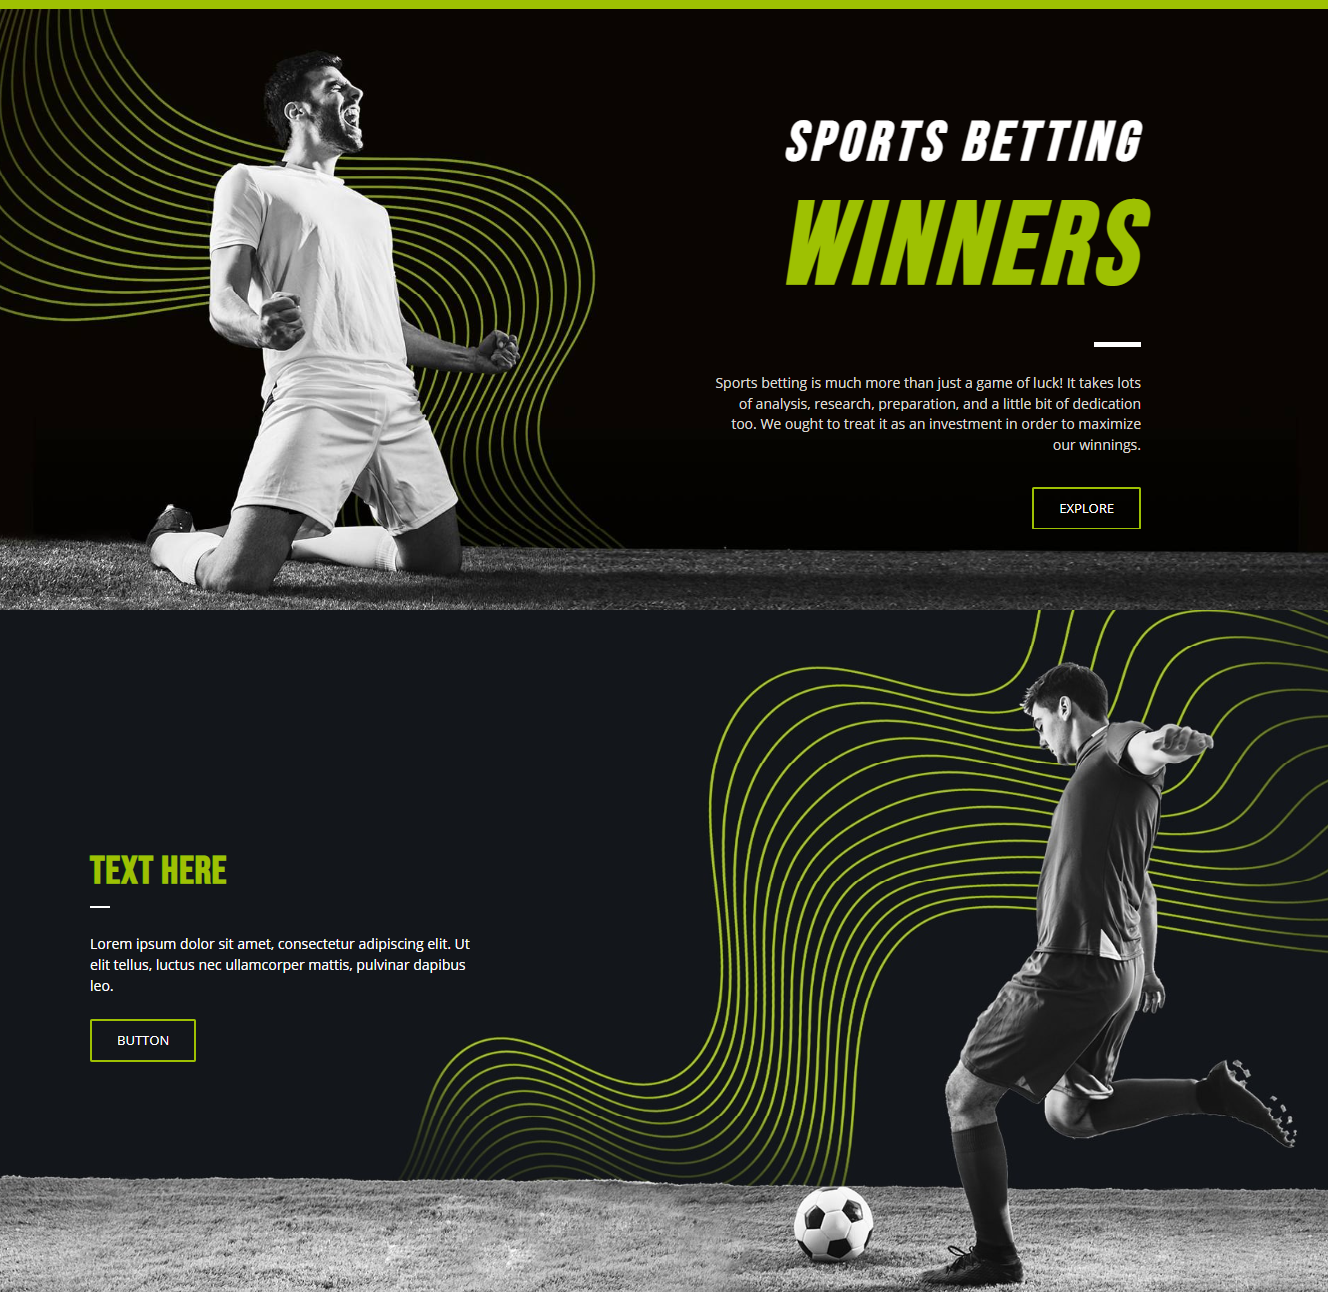 SPORTS BETTING
WINNERS
Sports betting is much more than just a game of luck! It takes lots
of analysis, research, preparation, and a little bit of dedication
too. We ought to treat it as an investment in order to maximize
our winnings.
EXPLORE
TEXT HERE
Lorem ipsum dolor sit amet, consectetur adipiscing elit. Ut
elit tellus, luctus nec ullamcorper mattis, pulvinar dapibus
leo.
BUTTON